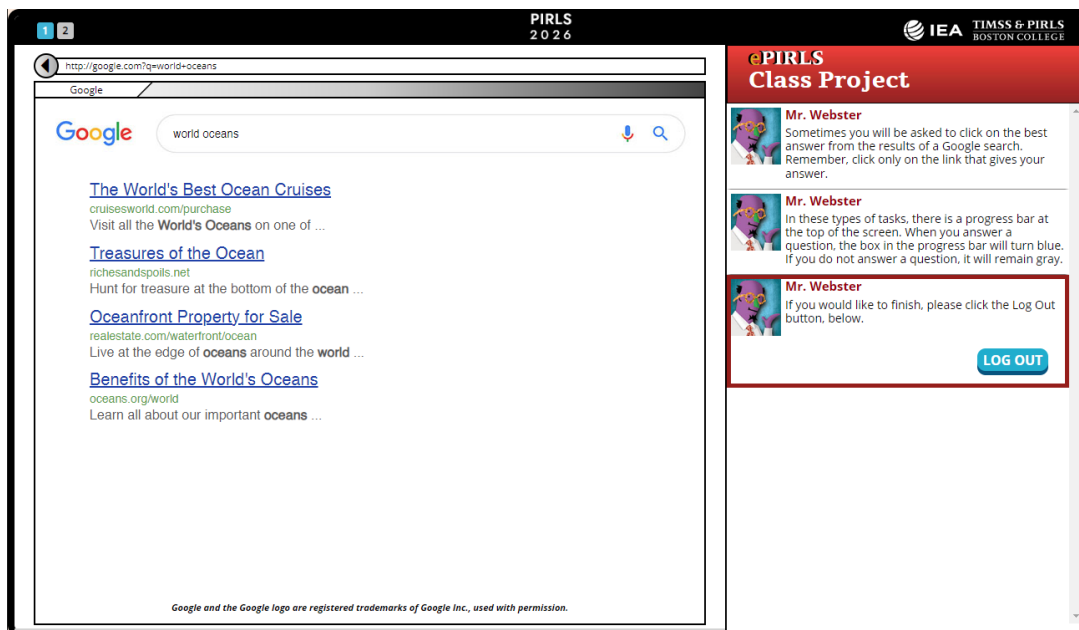 1 2
PIRLS
2026
IEA
TIMSS & PIRLS
BOSTON COLLEGE
http://google.com?q=world+oceans
Google
Google
world oceans
The World's Best Ocean Cruises
cruisesworld.com/purchase
Visit all the World's Oceans on one of ...
Treasures of the Ocean
richesandspoils.net
Hunt for treasure at the bottom of the ocean ...
Oceanfront Property for Sale
realestate.com/waterfront/ocean
Live at the edge of oceans around the world ...
Benefits of the World's Oceans
oceans.org/world
Learn all about our important oceans ...
Google and the Google logo are registered trademarks of Google Inc., used with permission.
ePIRLS
Class Project
Mr. Webster
Sometimes you will be asked to click on the best
answer from the results of a Google search.
Remember, click only on the link that gives your
answer.
Mr. Webster
In these types of tasks, there is a progress bar at
the top of the screen. When you answer a
question, the box in the progress bar will turn blue.
If you do not answer a question, it will remain gray.
Mr. Webster
If you would like to finish, please click the Log Out
button, below.
LOG OUT